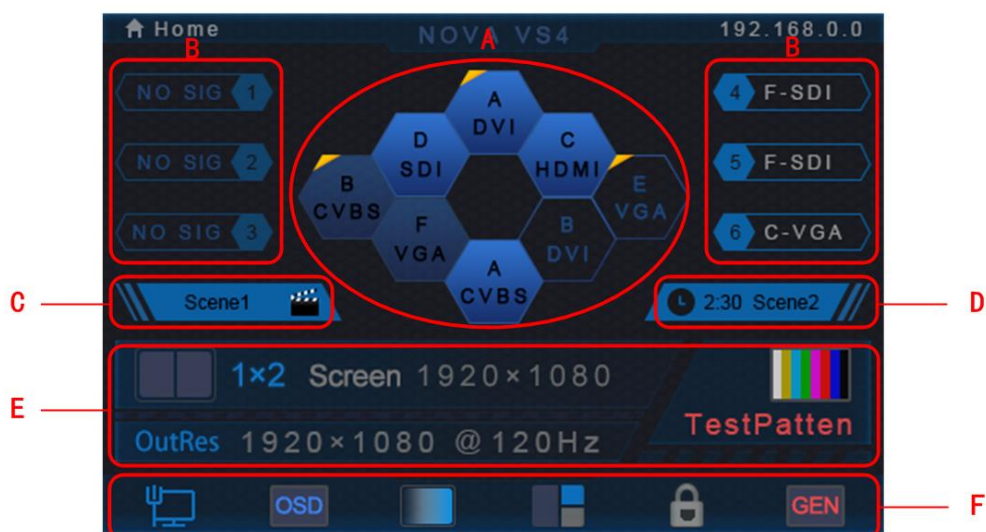 Home
NOVA VS4
192.168.0.0
B
A
B
NO SIG 1
NO SIG 2
NO SIG 3
A
DVI
D
SDI
C
HDMI
B
CVBS
E
VGA
F
VGA
B
DVI
A
CVBS
4 F-SDI
5 F-SDI
6 C-VGA
C
Scene1
2:30 Scene2
D
E
1×2 Screen 1920×1080
OutRes 1920×1080 @120Hz
TestPatten
OSD
GEN
F